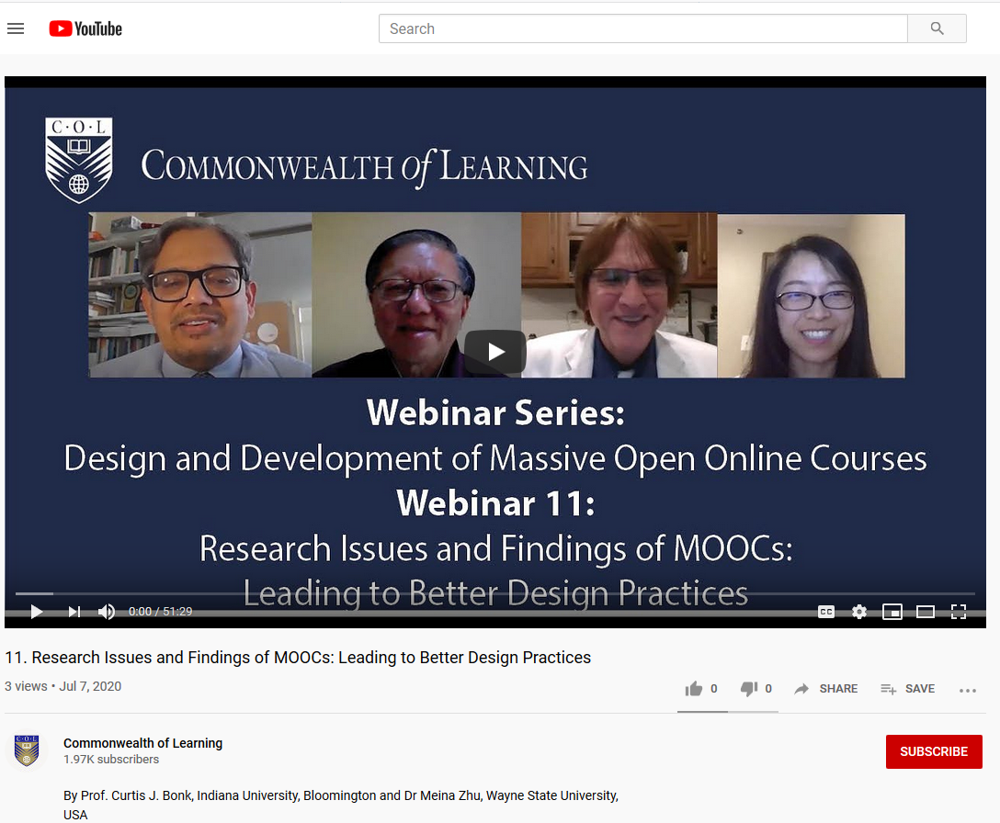 YouTube
Search
C·O·L
COMMONWEALTH of LEARNING
Webinar Series:
Design and Development of Massive Open Online Courses
Webinar 11:
Research Issues and Findings of MOOCs:
Leading to Better Design Practices
0:00 / 51:29
CC
11. Research Issues and Findings of MOOCs: Leading to Better Design Practices
3 views • Jul 7, 2020
0
0
SHARE
SAVE
C·O·L
Commonwealth of Learning
1.97K subscribers
SUBSCRIBE
By Prof. Curtis J. Bonk, Indiana University, Bloomington and Dr Meina Zhu, Wayne State University,
USA